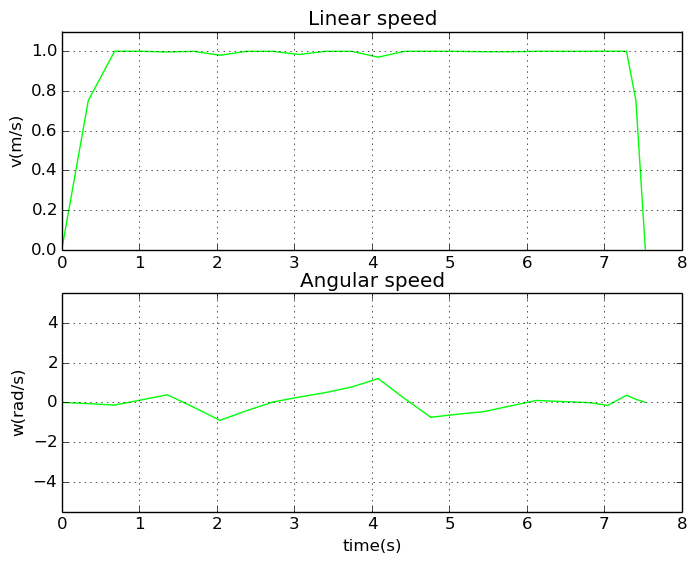 Linear speed
v(m/s)
1.0
0.8
0.6
0.4
0.2
0.0
0 1 2 3 4 5 6 7 8
Angular speed
w(rad/s)
4
2
0
−2
−4
0 1 2 3 4 5 6 7 8
time(s)